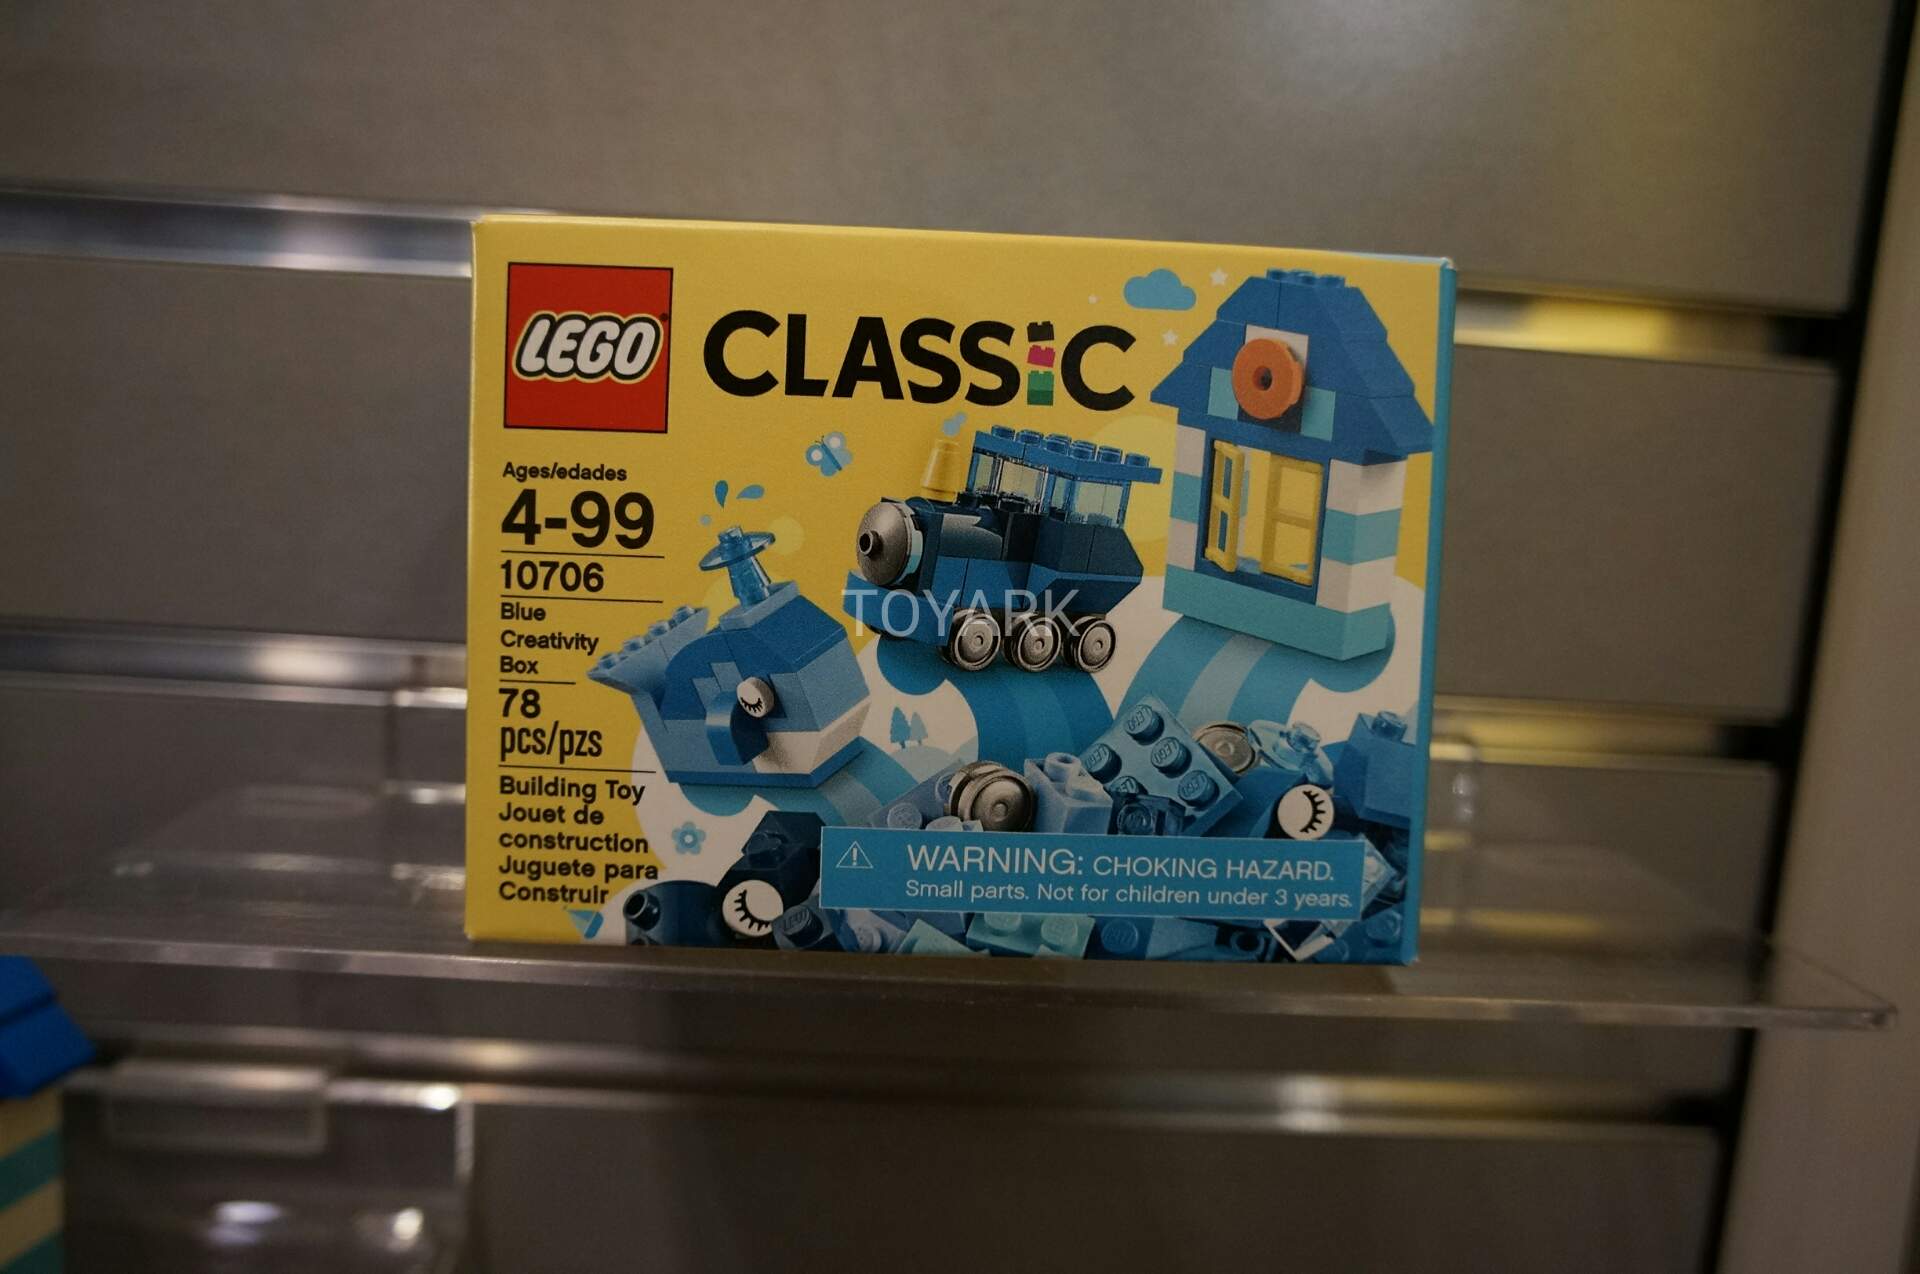 LEGO
CLASSiC
Ages/edades
4-99
10706
Blue
Creativity
Box
78
pcs/pzs
Building Toy
Jouet de
construction
Juguete para
Construir
TOYARK
WARNING: CHOKING HAZARD.
Small parts. Not for children under 3 years.